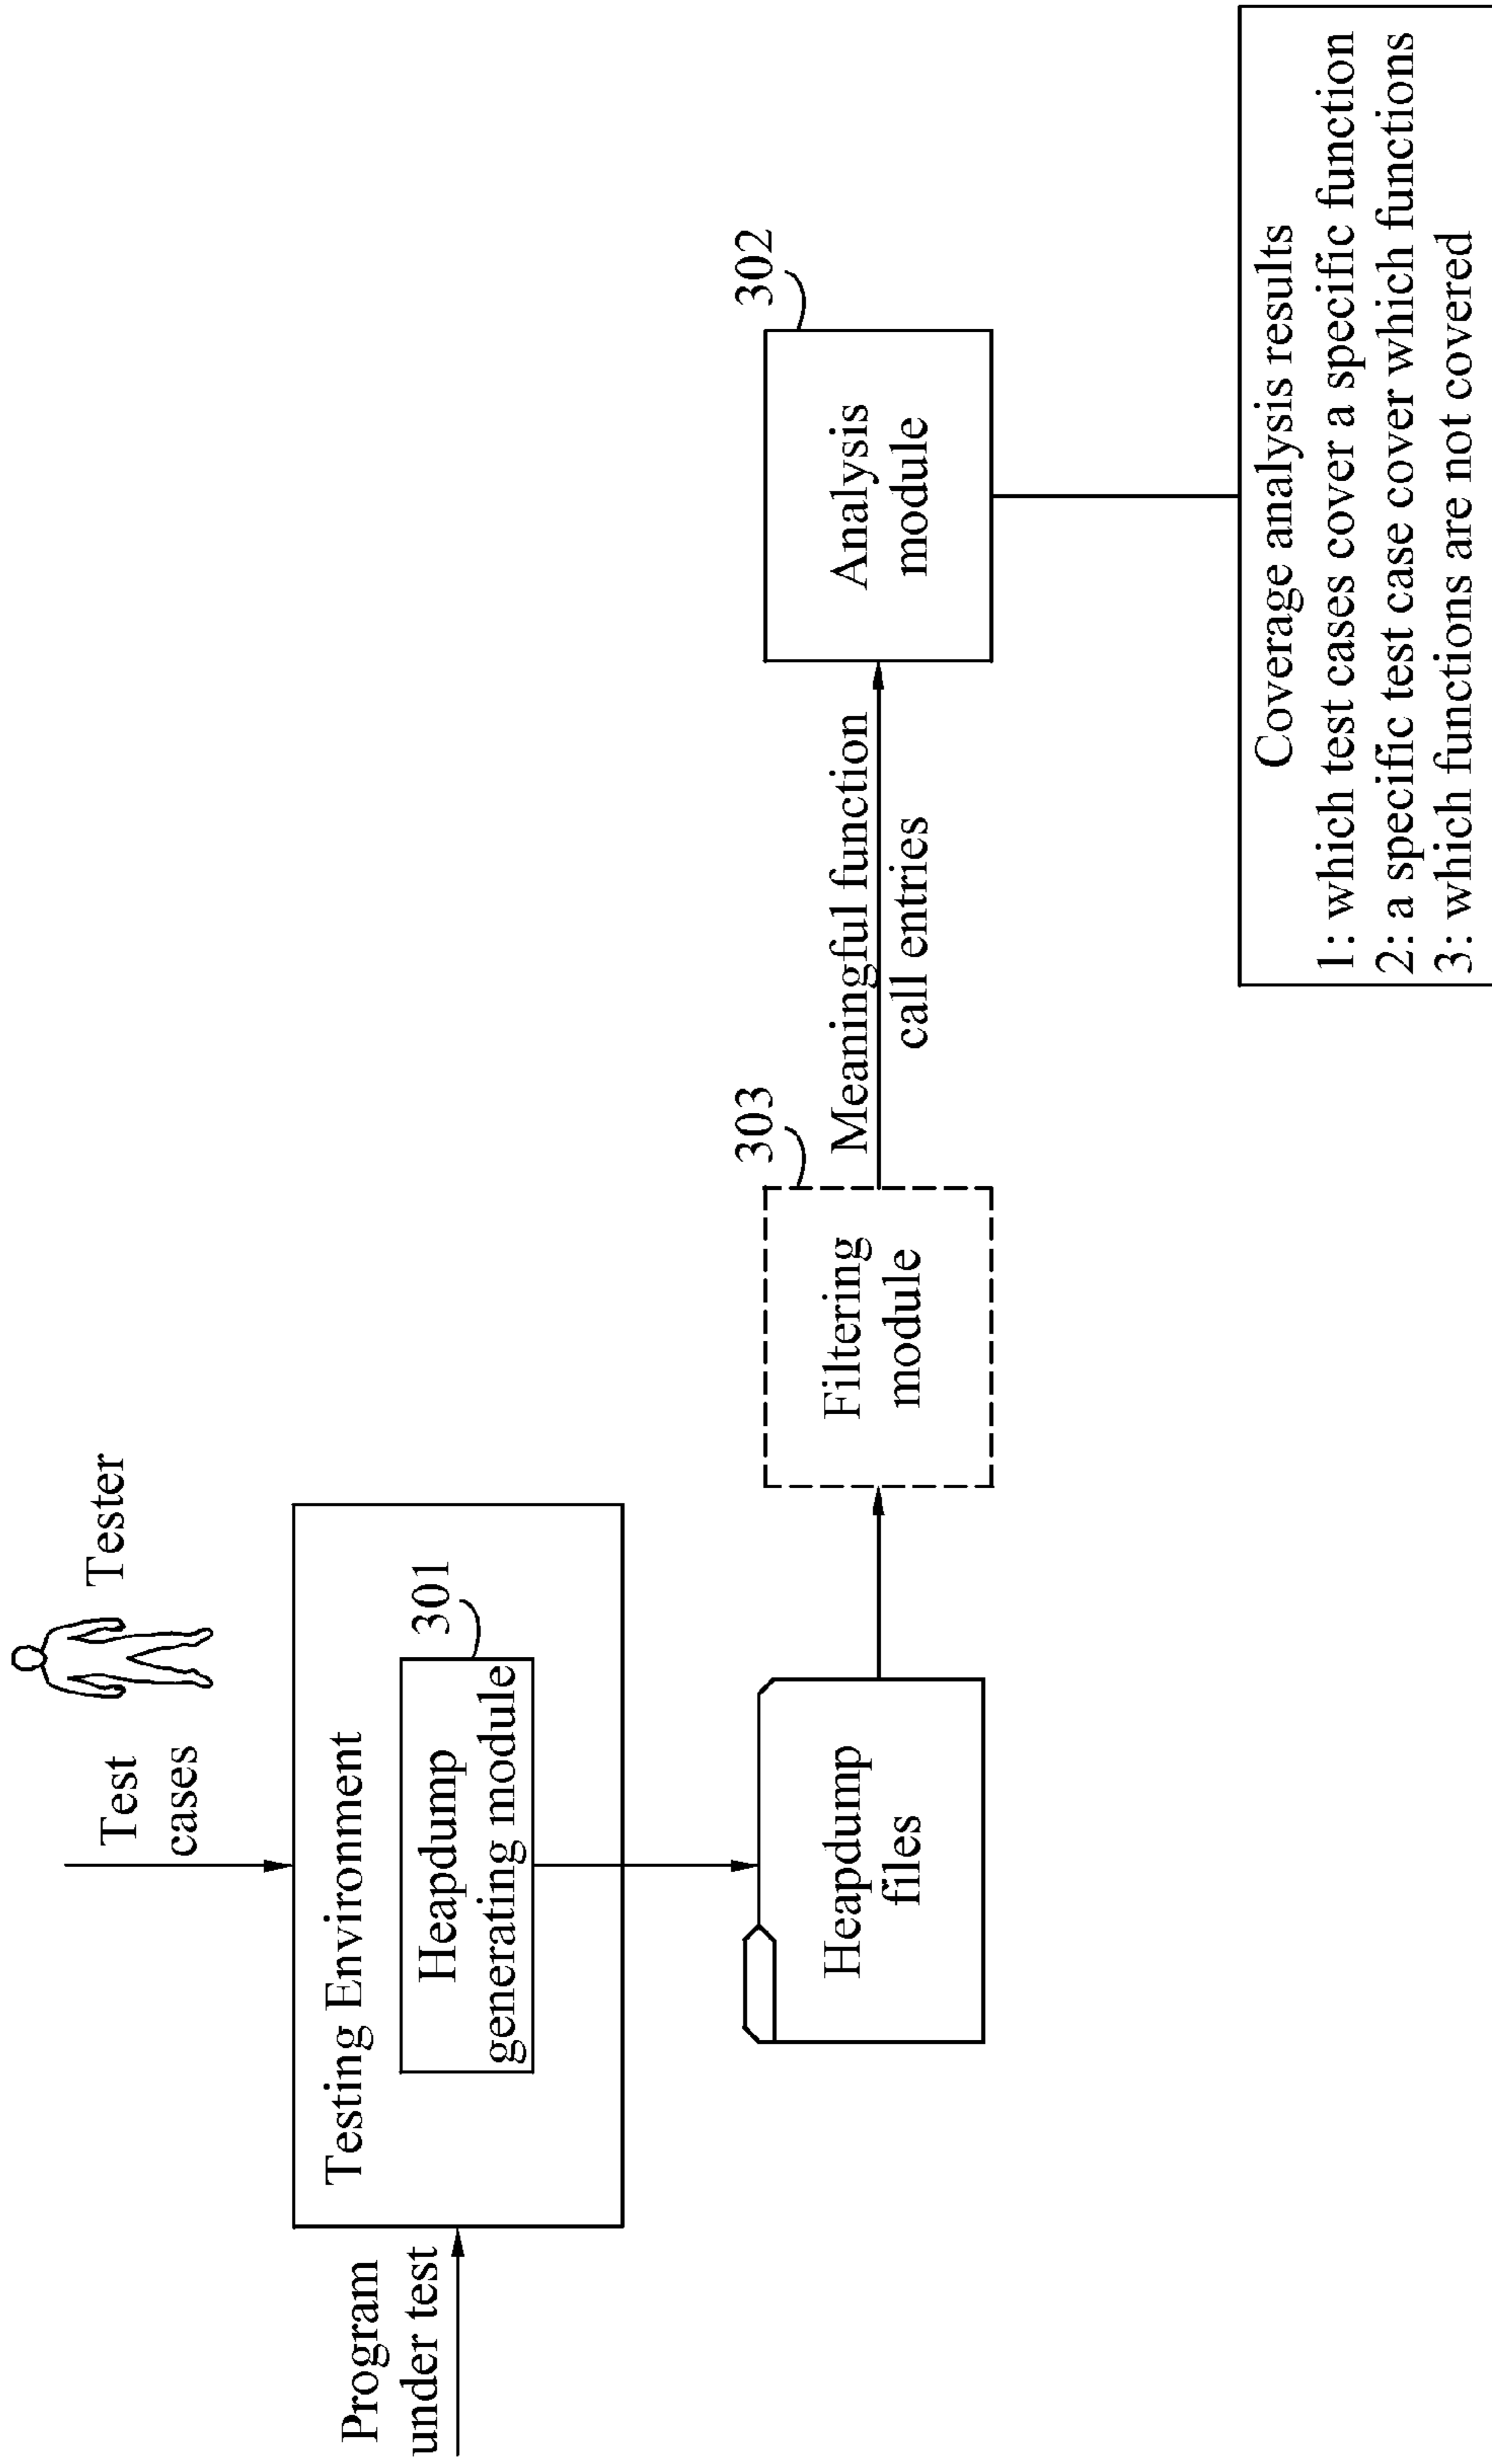 Test
cases
Tester
Program
under test
Testing Environment
Heapdump
generating module
301
Heapdump
files
303
Filtering
module
Meaningful function
call entries
302
Analysis
module
Coverage analysis results
1: which test cases cover a specific function
2: a specific test case cover which functions
3: which functions are not covered